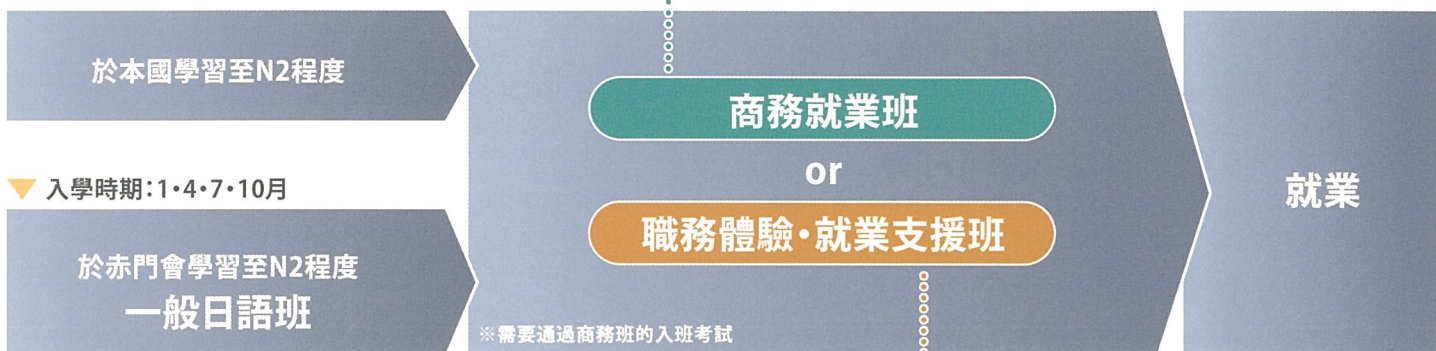 於本國學習至N2程度
▼ 入學時期：1・4・7・10月
於赤門會學習至N2程度
一般日語班
商務就業班
or
職務體驗・就業支援班
※需要通過商務班的入班考試
就業